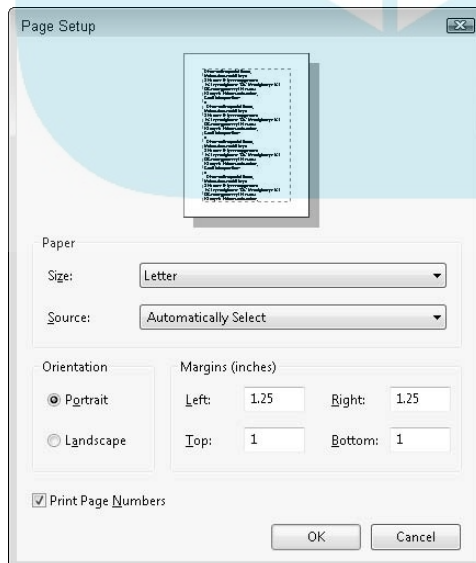 Page Setup
Paper
Size: Letter
Source: Automatically Select
Orientation
Portrait
Landscape
Margins (inches)
Left: 1.25 Right: 1.25
Top: 1 Bottom: 1
Print Page Numbers
OK Cancel